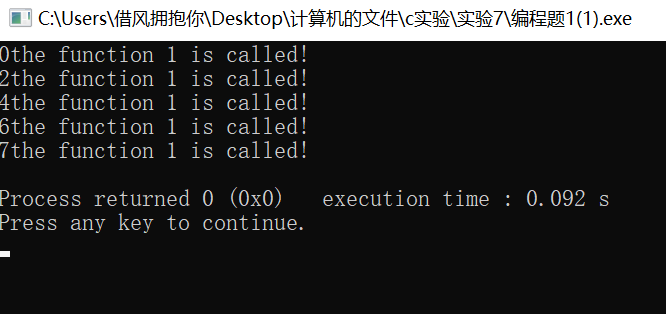 C:\Users\借风拥抱你\Desktop\计算机的文件\c实验\实验7\编程题1(1).exe
0the function 1 is called!
2the function 1 is called!
4the function 1 is called!
6the function 1 is called!
7the function 1 is called!
Process returned 0 (0x0)   execution time : 0.092 s
Press any key to continue.